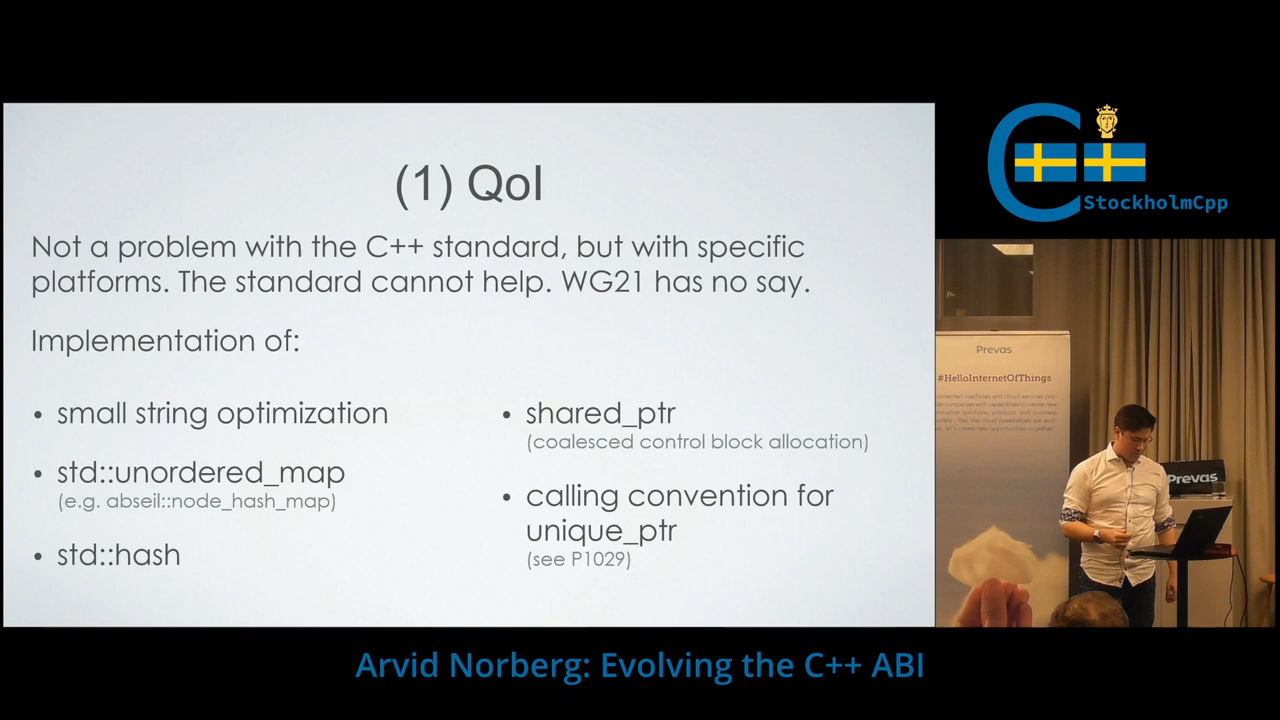 (1) QoI
Not a problem with the C++ standard, but with specific
platforms. The standard cannot help. WG21 has no say.
Implementation of:
• small string optimization
• std::unordered_map
(e.g. abseil::node_hash_map)
• std::hash
• shared_ptr
(coalesced control block allocation)
• calling convention for
unique_ptr
(see P1029)
C++
StockholmCpp
Prevas
#HelloInternetOfThings
Prevas
Arvid Norberg: Evolving the C++ ABI